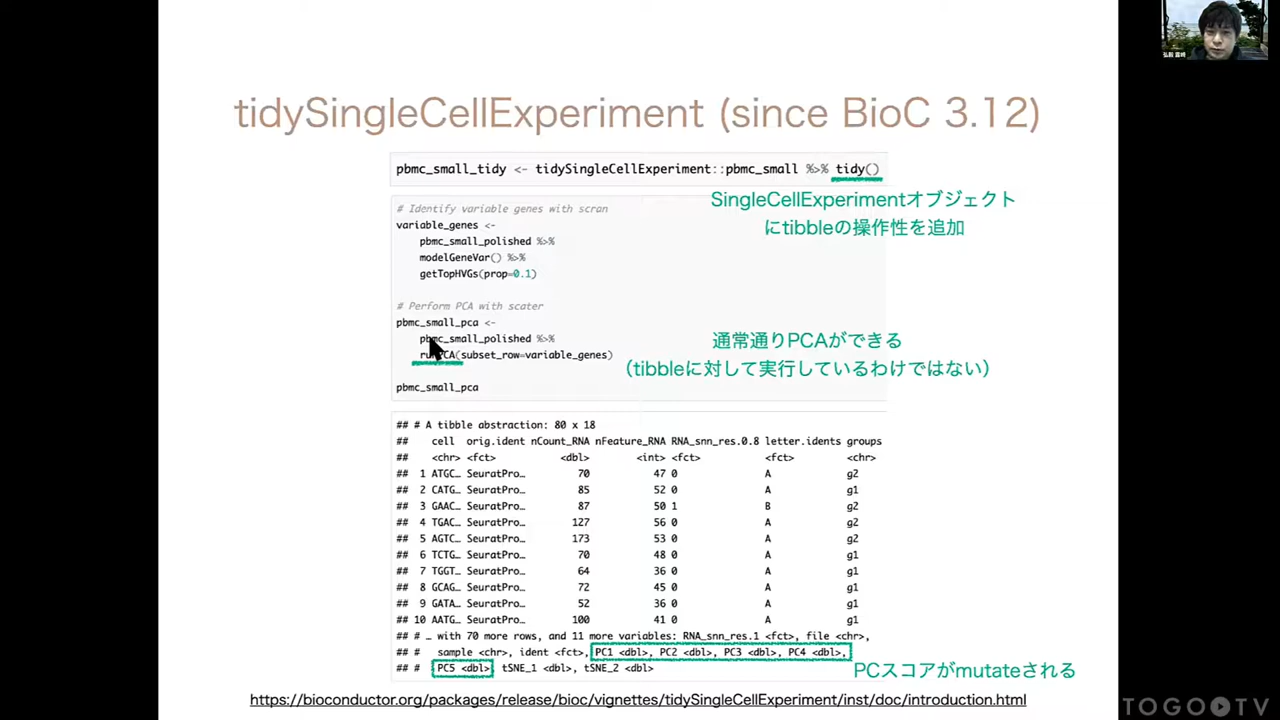 tidySingleCellExperiment (since BioC 3.12)
pbmc_small_tidy <- tidySingleCellExperiment::pbmc_small %>% tidy()
SingleCellExperimentオブジェクト
にtibbleの操作性を追加
# Identify variable genes with scran
variable_genes <-
pbmc_small_polished %>%
modelGeneVar() %>%
getTopHVGs(prop=0.1)
# Perform PCA with scater
pbmc_small_pca <-
pbmc_small_polished %>%
runPCA(subset_row=variable_genes)
pbmc_small_pca
通常通りPCAができる
（tibbleに対して実行しているわけではない）
## # A tibble abstraction: 80 x 18
## cell orig.ident nCount_RNA nFeature_RNA RNA_snn_res.0.8 letter.idents groups
## <chr> <fct> <dbl> <int> <fct> <fct> <chr>
## 1 ATGC… SeuratPro… 70 47 0 A g2
## 2 CATG… SeuratPro… 85 52 0 A g1
## 3 GAAC… SeuratPro… 87 50 1 B g2
## 4 TGAC… SeuratPro… 127 56 0 A g2
## 5 AGTC… SeuratPro… 173 53 0 A g2
## 6 TCTG… SeuratPro… 70 48 0 A g1
## 7 TGGT… SeuratPro… 64 36 0 A g1
## 8 GCAG… SeuratPro… 72 45 0 A g1
## 9 GATA… SeuratPro… 52 36 0 A g1
## 10 AATG… SeuratPro… 100 41 0 A g1
## # … with 70 more rows, and 11 more variables: RNA_snn_res.1 <fct>, file <chr>,
## # sample <chr>, ident <fct>, PC1 <dbl>, PC2 <dbl>, PC3 <dbl>, PC4 <dbl>,
## # PC5 <dbl>, tSNE_1 <dbl>, tSNE_2 <dbl>
PCスコアがmutateされる
https://bioconductor.org/packages/release/bioc/vignettes/tidySingleCellExperiment/inst/doc/introduction.html
TOGO TV